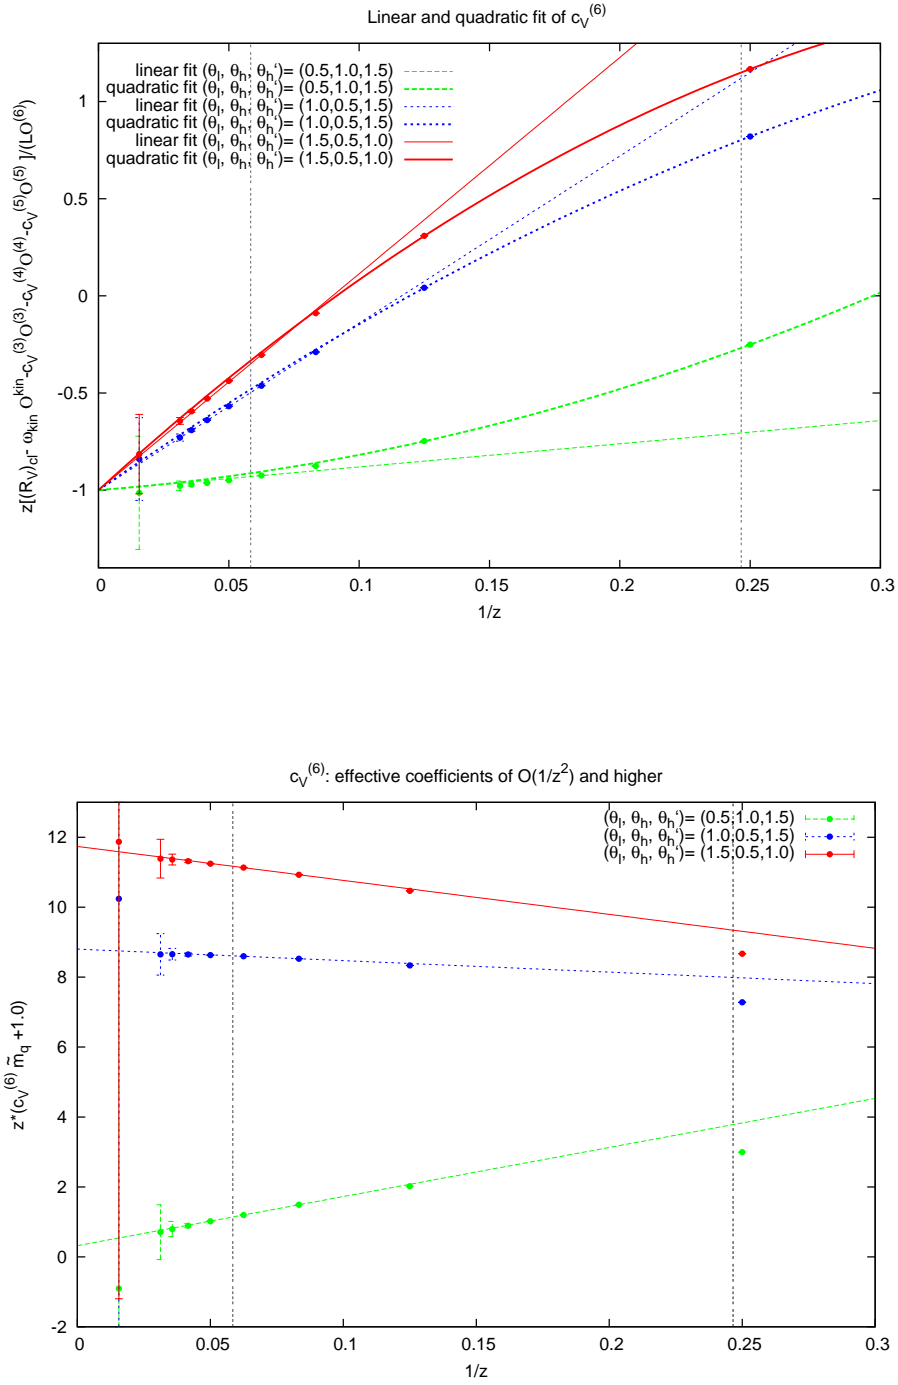 Linear and quadratic fit of c_V^(6)
z[(R_V)_cl- ω_kin O^kin-c_V^(3)O^(3)-c_V^(4)O^(4)-c_V^(5)O^(5) ]/(LO^(6))
linear fit (θ_l, θ_h, θ_h‘)= (0.5,1.0,1.5)
quadratic fit (θ_l, θ_h, θ_h‘)= (0.5,1.0,1.5)
linear fit (θ_l, θ_h, θ_h‘)= (1.0,0.5,1.5)
quadratic fit (θ_l, θ_h, θ_h‘)= (1.0,0.5,1.5)
linear fit (θ_l, θ_h, θ_h‘)= (1.5,0.5,1.0)
quadratic fit (θ_l, θ_h, θ_h‘)= (1.5,0.5,1.0)
1
0.5
0
-0.5
-1
0 0.05 0.1 0.15 0.2 0.25 0.3
1/z
c_V^(6): effective coefficients of O(1/z^2) and higher
z*(c_V^(6) m̃_q +1.0)
(θ_l, θ_h, θ_h‘)= (0.5,1.0,1.5)
(θ_l, θ_h, θ_h‘)= (1.0,0.5,1.5)
(θ_l, θ_h, θ_h‘)= (1.5,0.5,1.0)
12
10
8
6
4
2
0
-2
0 0.05 0.1 0.15 0.2 0.25 0.3
1/z